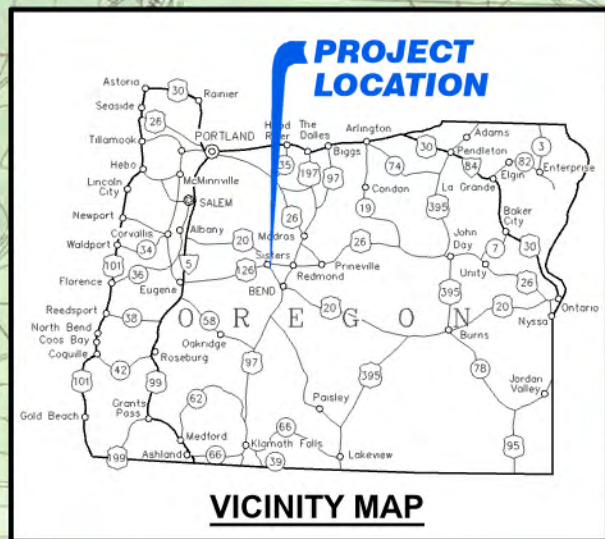 PROJECT
LOCATION
Astoria
30
Rainier
Seaside
26
Tillamook
PORTLAND
Hood
River
The
Dalles
Arlington
Adams
3
35
197
97
Biggs
30
Pendleton
82
Enterprise
Hebo
McMinnville
74
84
Elgin
Lincoln
City
SALEM
Condon
La Grande
Newport
26
19
395
Baker
City
Corvallis
Albany
20
Madras
26
John
Day
7
30
Waldport
34
Sisters
Prineville
Unity
101
36
5
126
Redmond
26
Florence
Eugene
BEND
395
20
Ontario
Reedsport
38
OREGON
58
20
Nyssa
North Bend
Coos Bay
Oakridge
Burns
Coquille
97
78
42
Roseburg
Jordan
Valley
101
99
395
Paisley
Gold Beach
Grants
Pass
62
Medford
66
Klamath Falls
95
199
Ashland
66
39
Lakeview
VICINITY MAP